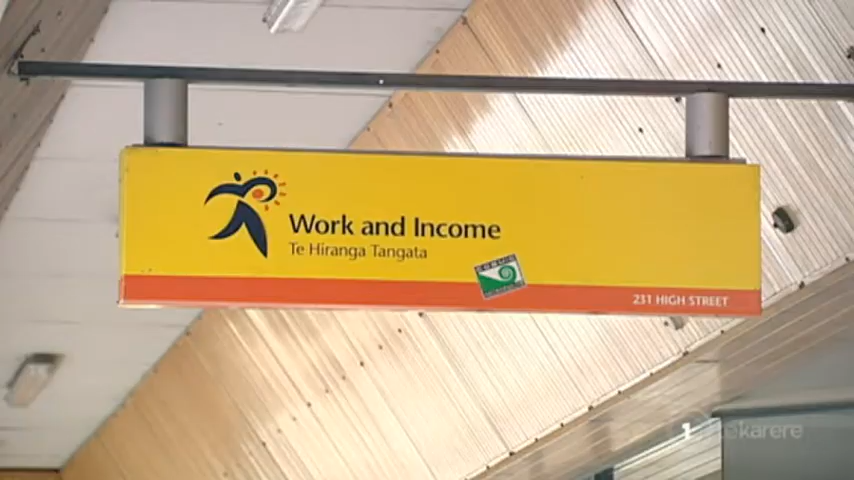 Work and Income
Te Hiranga Tangata
231 HIGH STREET
1 Te Karere